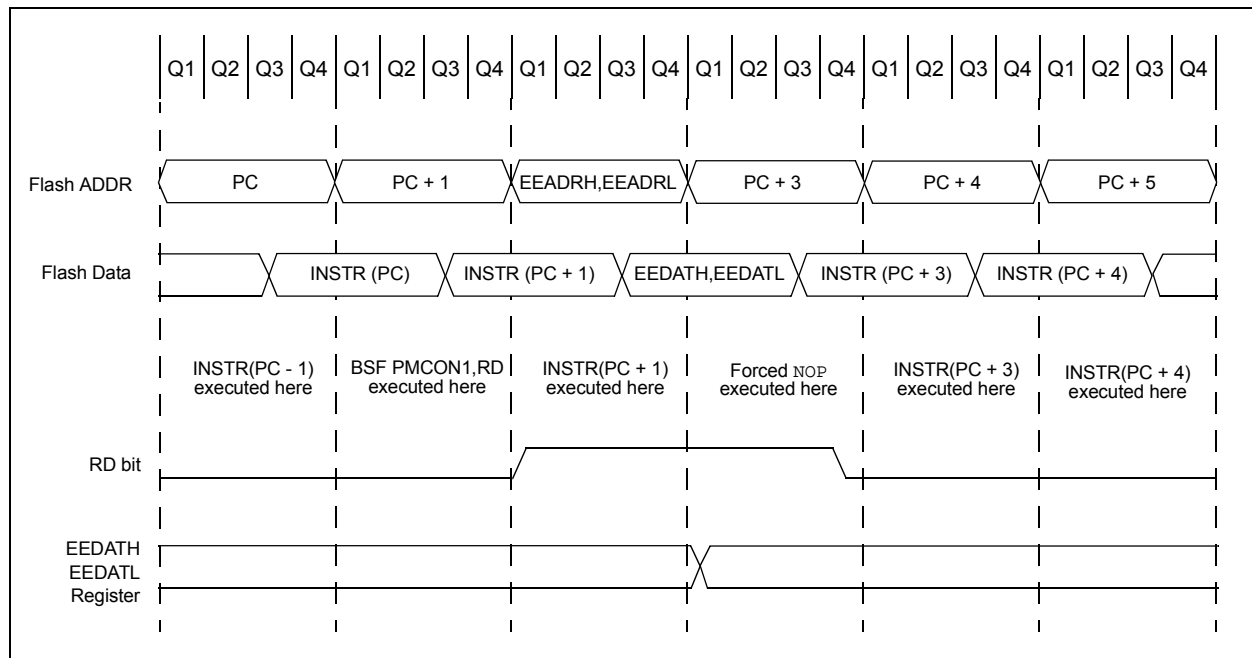 Q1 Q2 Q3 Q4 Q1 Q2 Q3 Q4 Q1 Q2 Q3 Q4 Q1 Q2 Q3 Q4 Q1 Q2 Q3 Q4 Q1 Q2 Q3 Q4
Flash ADDR PC PC + 1 EEADRH,EEADRL PC + 3 PC + 4 PC + 5
Flash Data INSTR (PC) INSTR (PC + 1) EEDATH,EEDATL INSTR (PC + 3) INSTR (PC + 4)
INSTR(PC - 1) BSF PMCON1,RD INSTR(PC + 1) Forced NOP INSTR(PC + 3) INSTR(PC + 4)
executed here executed here executed here executed here executed here executed here
RD bit
EEDATH
EEDATL
Register